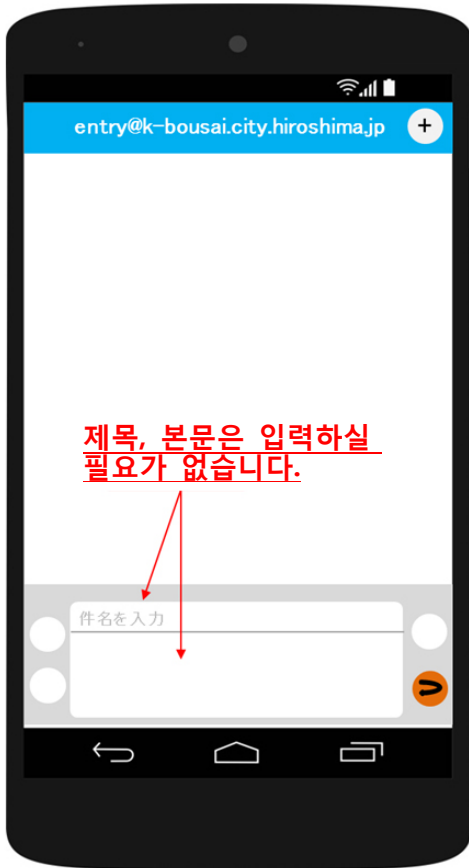 entry@k-bousai.city.hiroshima.jp +
제목, 본문은 입력하실
필요가 없습니다.
件名を入力